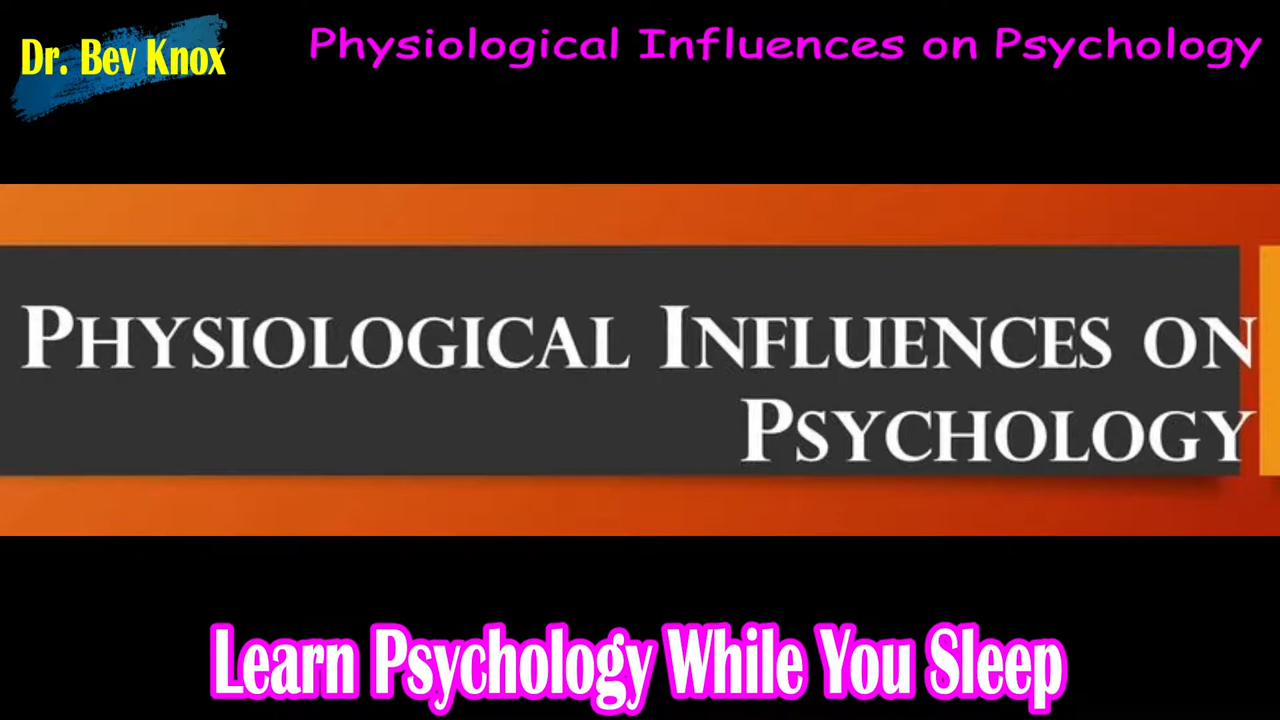 Dr. Bev Knox
Physiological Influences on Psychology
PHYSIOLOGICAL INFLUENCES ON
PSYCHOLOGY
Learn Psychology While You Sleep